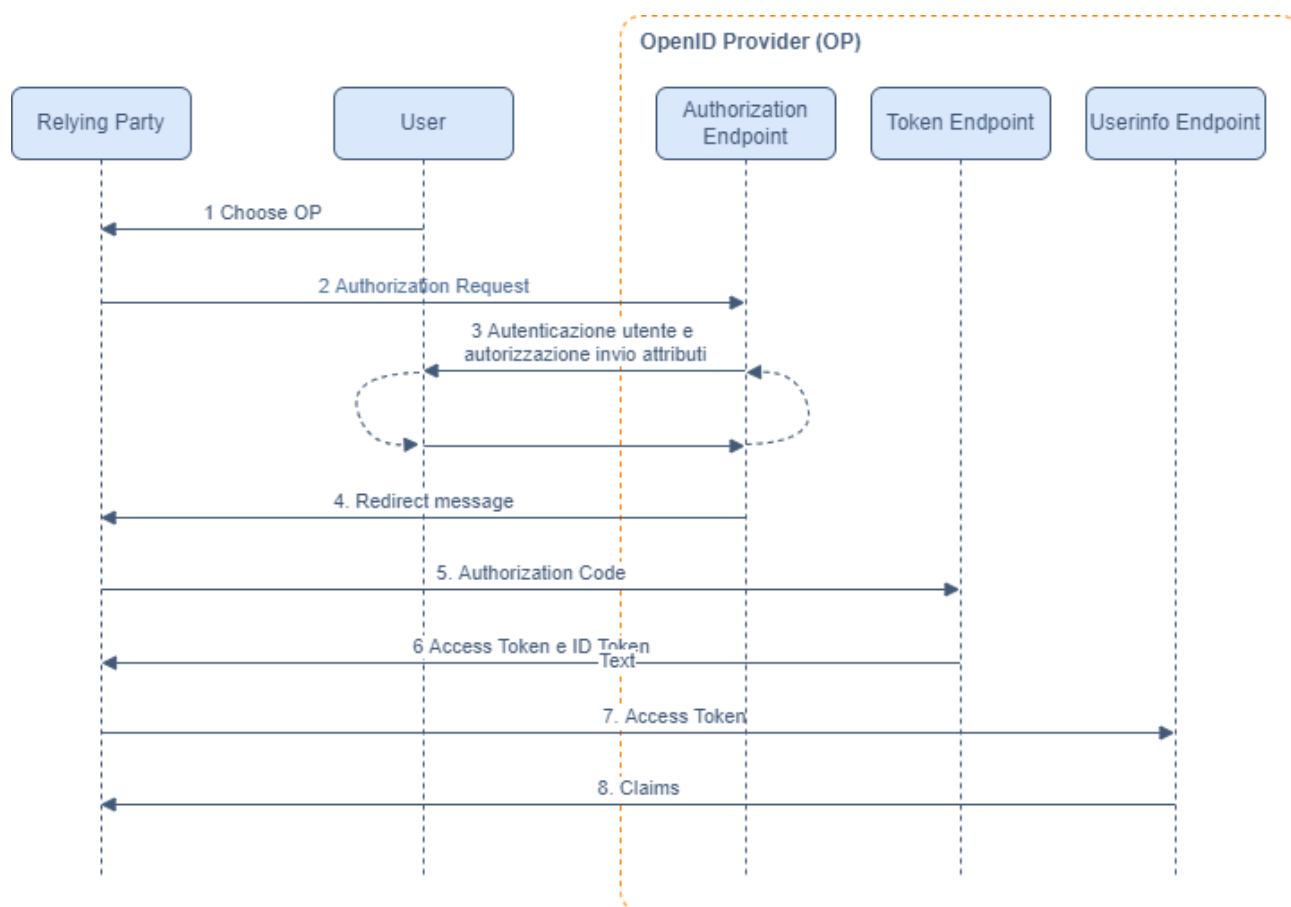 OpenID Provider (OP)
Relying Party
User
Authorization
Endpoint
Token Endpoint
Userinfo Endpoint
1 Choose OP
2 Authorization Request
3 Autenticazione utente e
autorizzazione invio attributi
4. Redirect message
5. Authorization Code
6 Access Token e ID Token
Text
7. Access Token
8. Claims